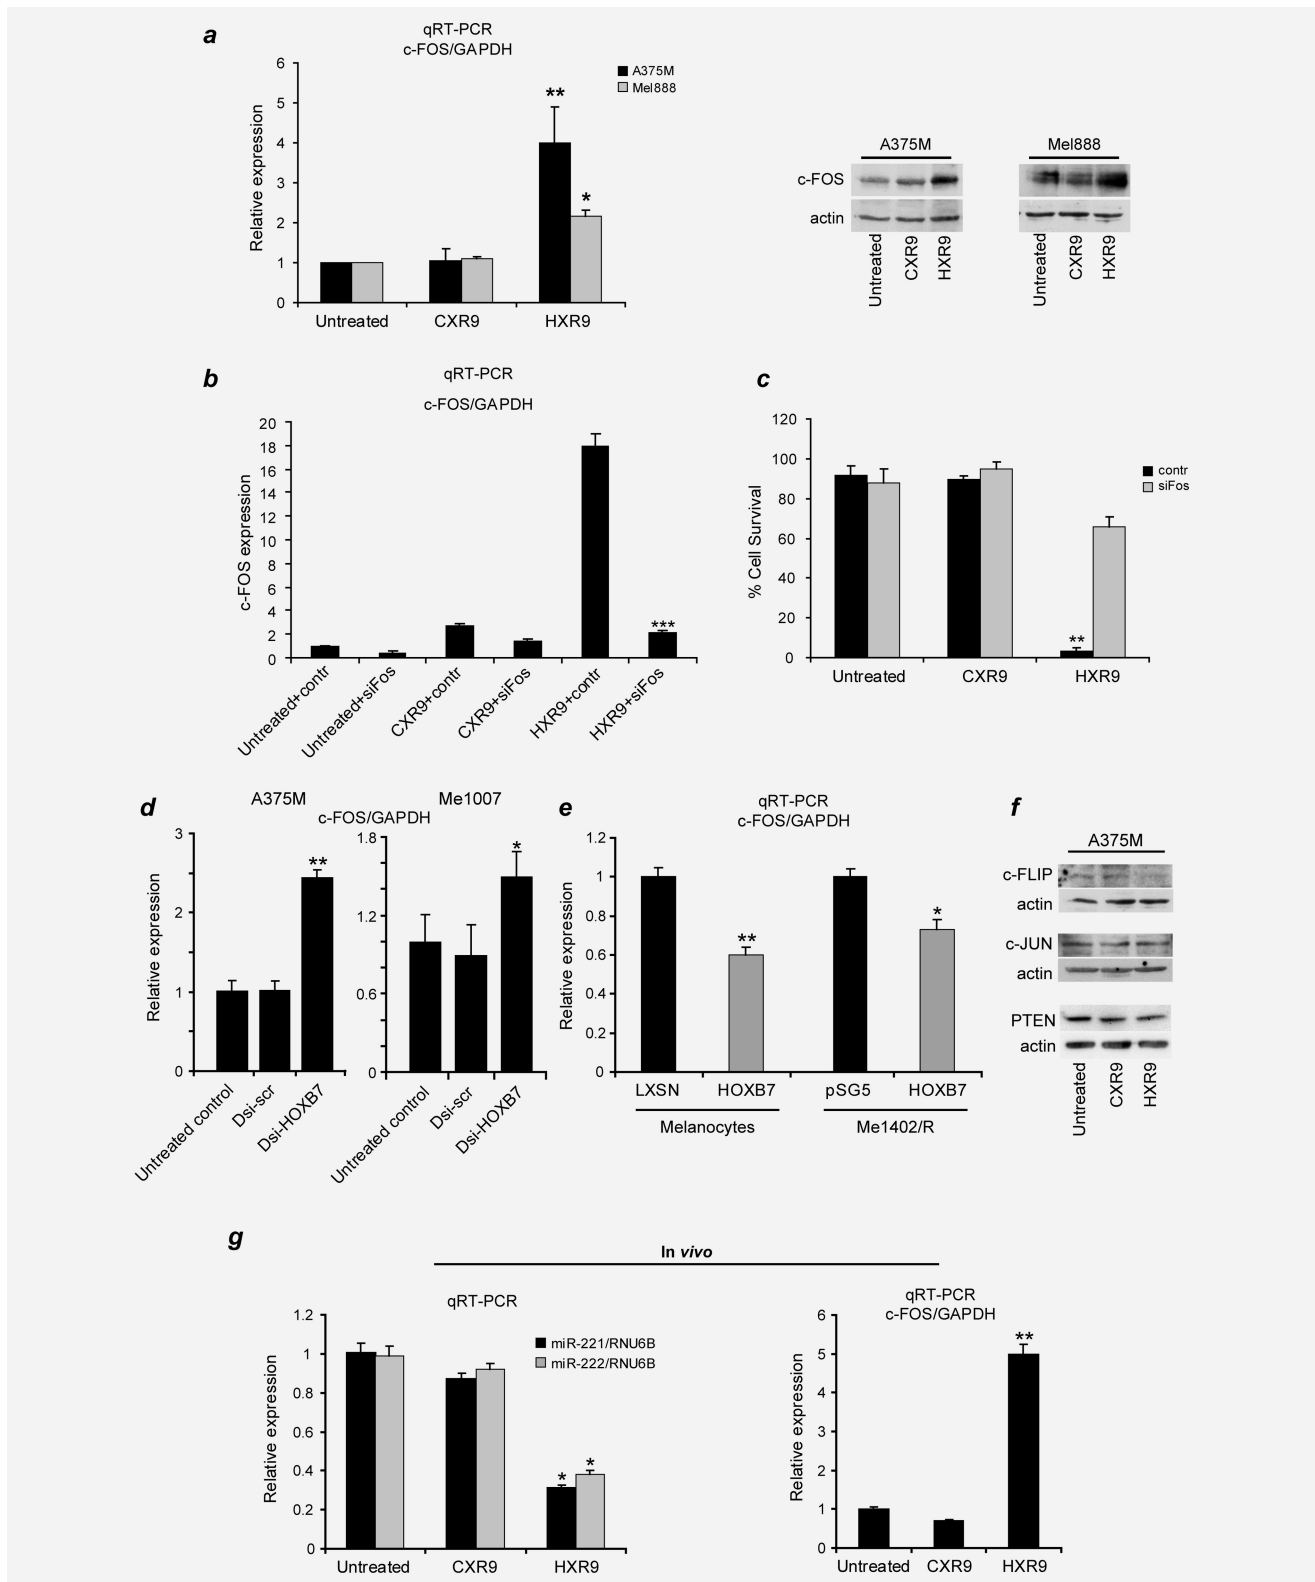 a
qRT-PCR
c-FOS/GAPDH
6
5
4
3
2
1
0
Relative expression
A375M
Mel888
**
*
Untreated CXR9 HXR9
A375M Mel888
c-FOS
actin
Untreated CXR9 HXR9 Untreated CXR9 HXR9
b
qRT-PCR
c-FOS/GAPDH
20
18
16
14
12
10
8
6
4
2
0
c-FOS expression
***
Untreated+contr Untreated+siFos CXR9+contr CXR9+siFos HXR9+contr HXR9+siFos
c
120
100
80
60
40
20
0
% Cell Survival
contr
siFos
**
Untreated CXR9 HXR9
d
A375M Me1007
c-FOS/GAPDH
3
2
1
0
Relative expression
**
Untreated control Dsi-scr Dsi-HOXB7
1.8
1.2
0.6
0
*
Untreated control Dsi-scr Dsi-HOXB7
e
qRT-PCR
c-FOS/GAPDH
1.2
1
0.8
0.6
0.4
0.2
0
Relative expression
**
*
LXSN HOXB7 pSG5 HOXB7
Melanocytes Me1402/R
f
A375M
c-FLIP
actin
c-JUN
actin
PTEN
actin
Untreated CXR9 HXR9
g
In vivo
qRT-PCR
1.2
1
0.8
0.6
0.4
0.2
0
Relative expression
miR-221/RNU6B
miR-222/RNU6B
*
*
Untreated CXR9 HXR9
qRT-PCR
c-FOS/GAPDH
6
5
4
3
2
1
0
Relative expression
**
Untreated CXR9 HXR9